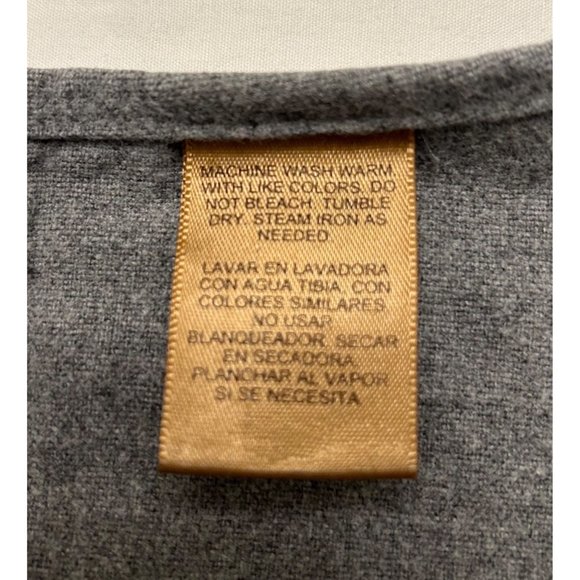 MACHINE WASH WARM
WITH LIKE COLORS. DO
NOT BLEACH. TUMBLE
DRY. STEAM IRON AS
NEEDED
LAVAR EN LAVADORA
CON AGUA TIBIA, CON
COLORES SIMILARES.
NO USAR
BLANQUEADOR. SECAR
EN SECADORA.
PLANCHAR AL VAPOR
SI SE NECESITA